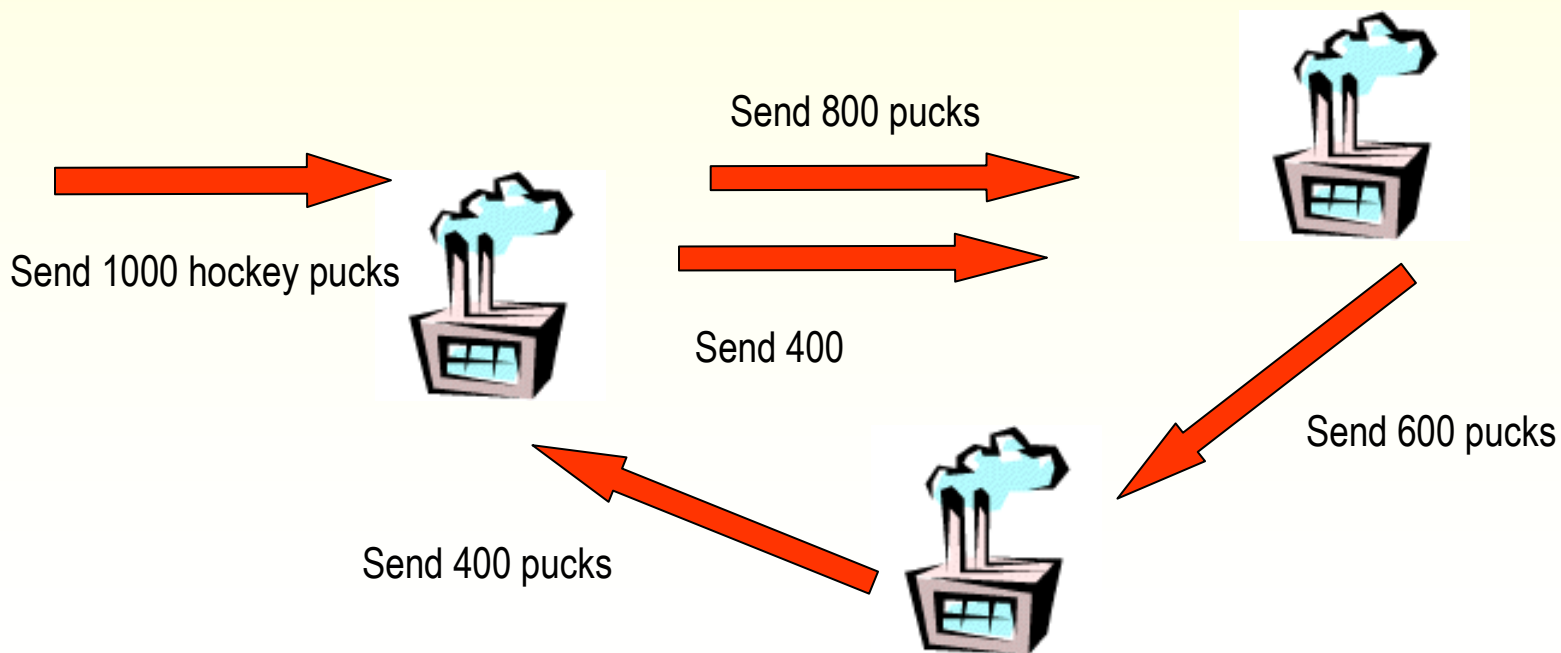 Send 800 pucks
Send 1000 hockey pucks
Send 400
Send 600 pucks
Send 400 pucks